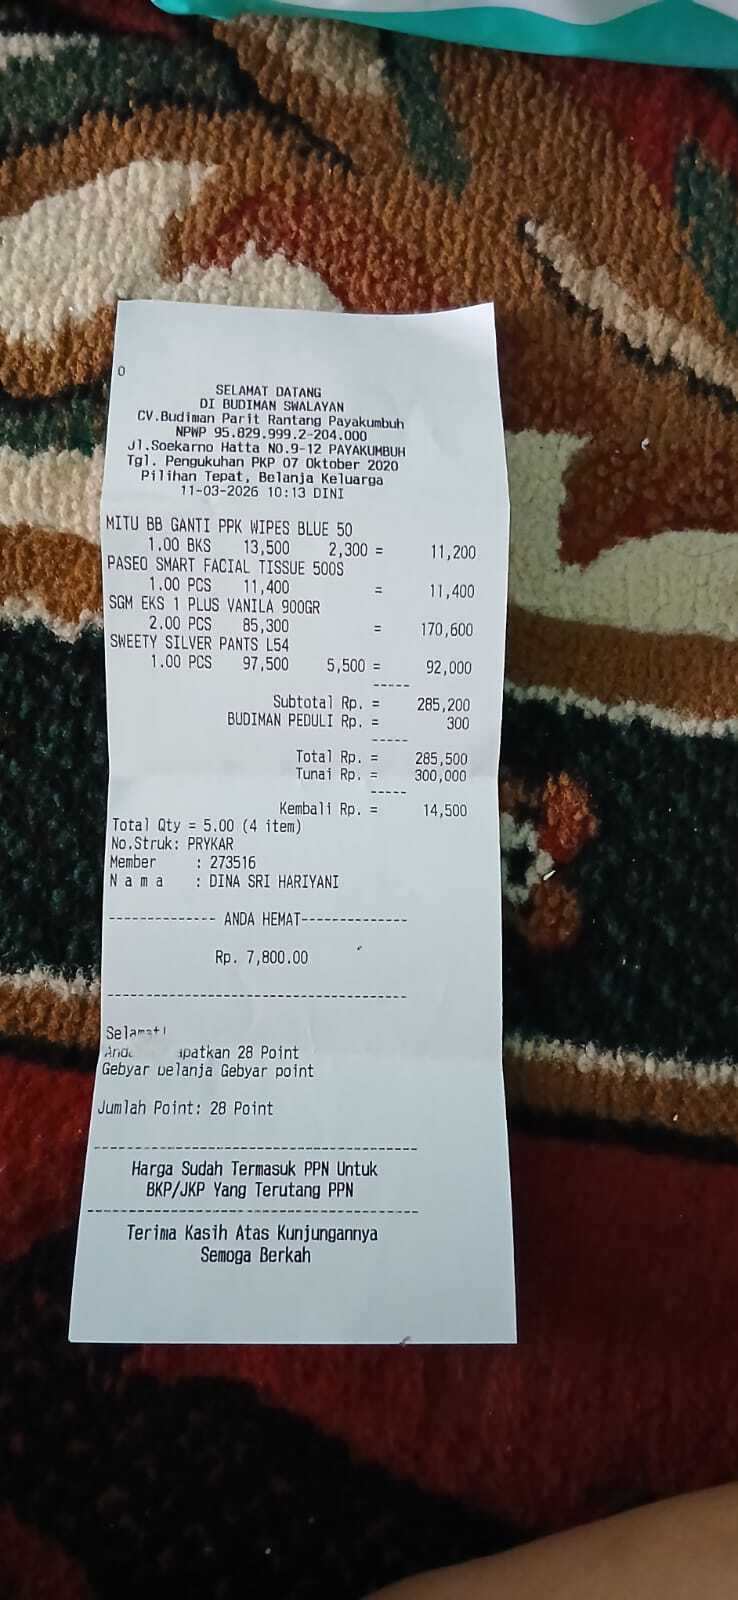 0
SELAMAT DATANG
DI BUDIMAN SWALAYAN
CV.Budiman Parit Rantang Payakumbuh
NPWP 95.829.999.2-204.000
Jl.Soekarno Hatta NO.9-12 PAYAKUMBUH
Tgl. Pengukuhan PKP 07 Oktober 2020
Pilihan Tepat, Belanja Keluarga
11-03-2026 10:13 DINI
MITU BB GANTI PPK WIPES BLUE 50
1.00 BKS 13,500 2,300 = 11,200
PASEO SMART FACIAL TISSUE 500S
1.00 PCS 11,400 = 11,400
SGM EKS 1 PLUS VANILA 900GR
2.00 PCS 85,300 = 170,600
SWEETY SILVER PANTS L54
1.00 PCS 97,500 5,500 = 92,000
-----
Subtotal Rp. = 285,200
BUDIMAN PEDULI Rp. = 300
-----
Total Rp. = 285,500
Tunai Rp. = 300,000
-----
Kembali Rp. = 14,500
Total Qty = 5.00 (4 item)
No.Struk: PRYKAR
Member : 273516
N a m a : DINA SRI HARIYANI
-------------- ANDA HEMAT--------------
Rp. 7,800.00
---------------------------------------
Selamat!
28 Point
Gebyar belanja Gebyar point
Jumlah Point: 28 Point
---------------------------------------
Harga Sudah Termasuk PPN Untuk
BKP/JKP Yang Terutang PPN
---------------------------------------
Terima Kasih Atas Kunjungannya
Semoga Berkah